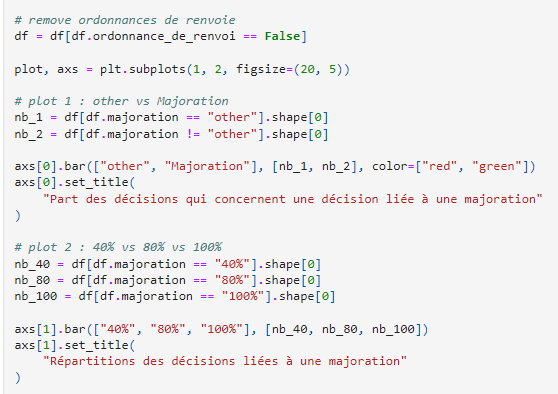 # remove ordonnances de renvoie
df = df[df.ordonnance_de_renvoi == False]
plot, axs = plt.subplots(1, 2, figsize=(20, 5))
# plot 1 : other vs Majoration
nb_1 = df[df.majoration == "other"].shape[0]
nb_2 = df[df.majoration != "other"].shape[0]
axs[0].bar(["other", "Majoration"], [nb_1, nb_2], color=["red", "green"])
axs[0].set_title(
    "Part des décisions qui concernent une décision liée à une majoration"
)
# plot 2 : 40% vs 80% vs 100%
nb_40 = df[df.majoration == "40%"].shape[0]
nb_80 = df[df.majoration == "80%"].shape[0]
nb_100 = df[df.majoration == "100%"].shape[0]
axs[1].bar(["40%", "80%", "100%"], [nb_40, nb_80, nb_100])
axs[1].set_title(
    "Répartitions des décisions liées à une majoration"
)